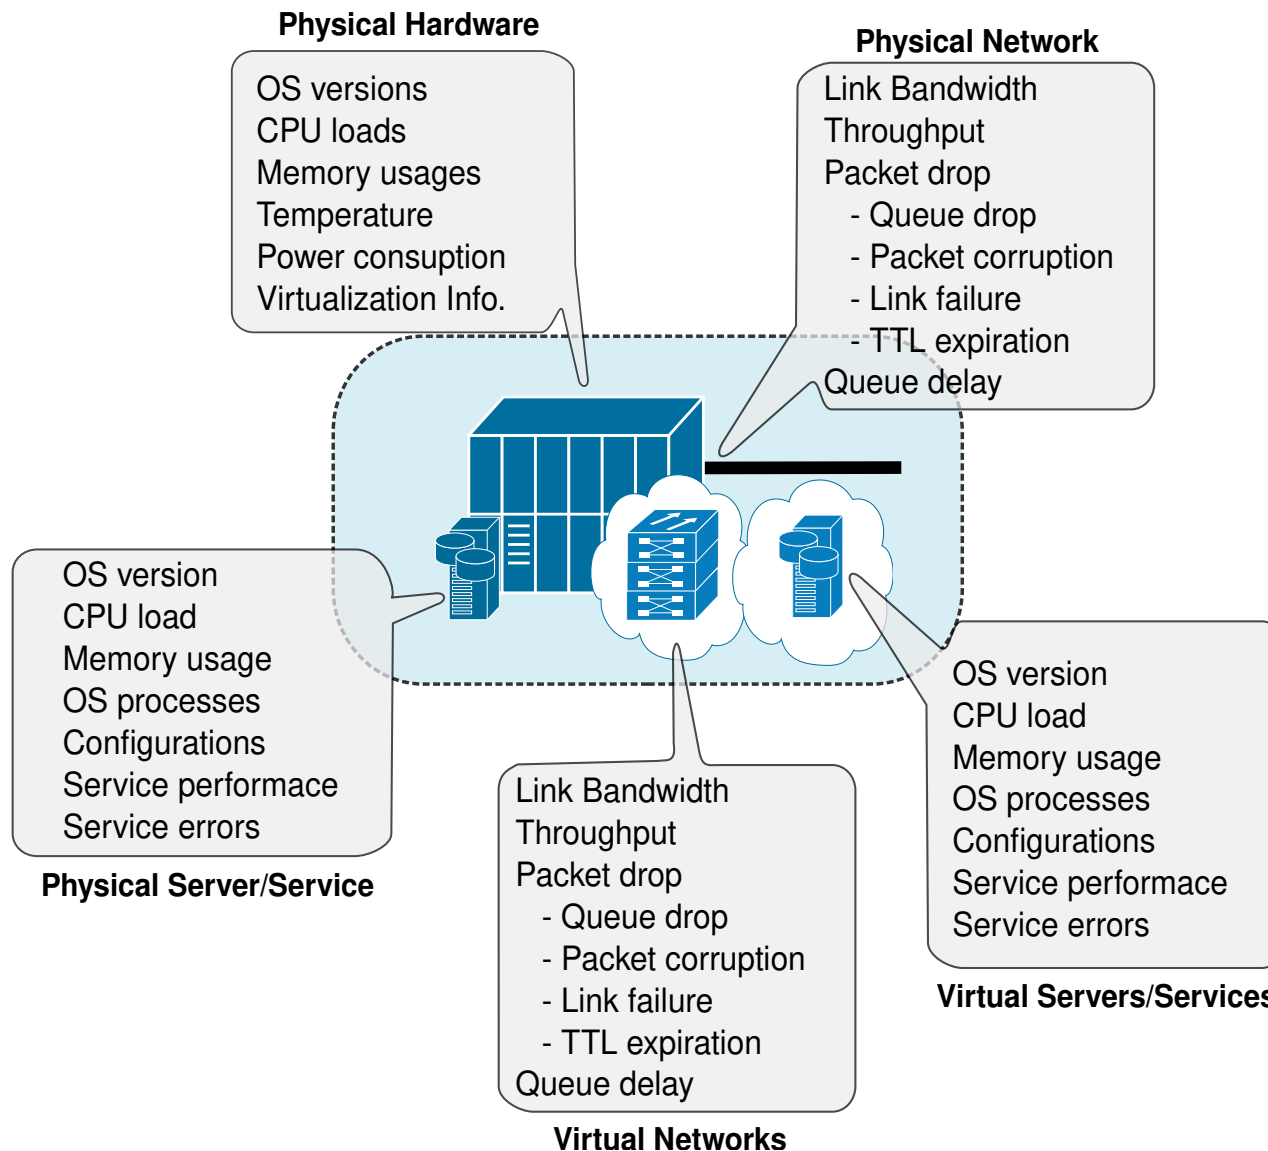 Physical Hardware
OS versions
CPU loads
Memory usages
Temperature
Power consuption
Virtualization Info.
Physical Network
Link Bandwidth
Throughput
Packet drop
- Queue drop
- Packet corruption
- Link failure
- TTL expiration
Queue delay
OS version
CPU load
Memory usage
OS processes
Configurations
Service performace
Service errors
Physical Server/Service
Link Bandwidth
Throughput
Packet drop
- Queue drop
- Packet corruption
- Link failure
- TTL expiration
Queue delay
Virtual Networks
OS version
CPU load
Memory usage
OS processes
Configurations
Service performace
Service errors
Virtual Servers/Services